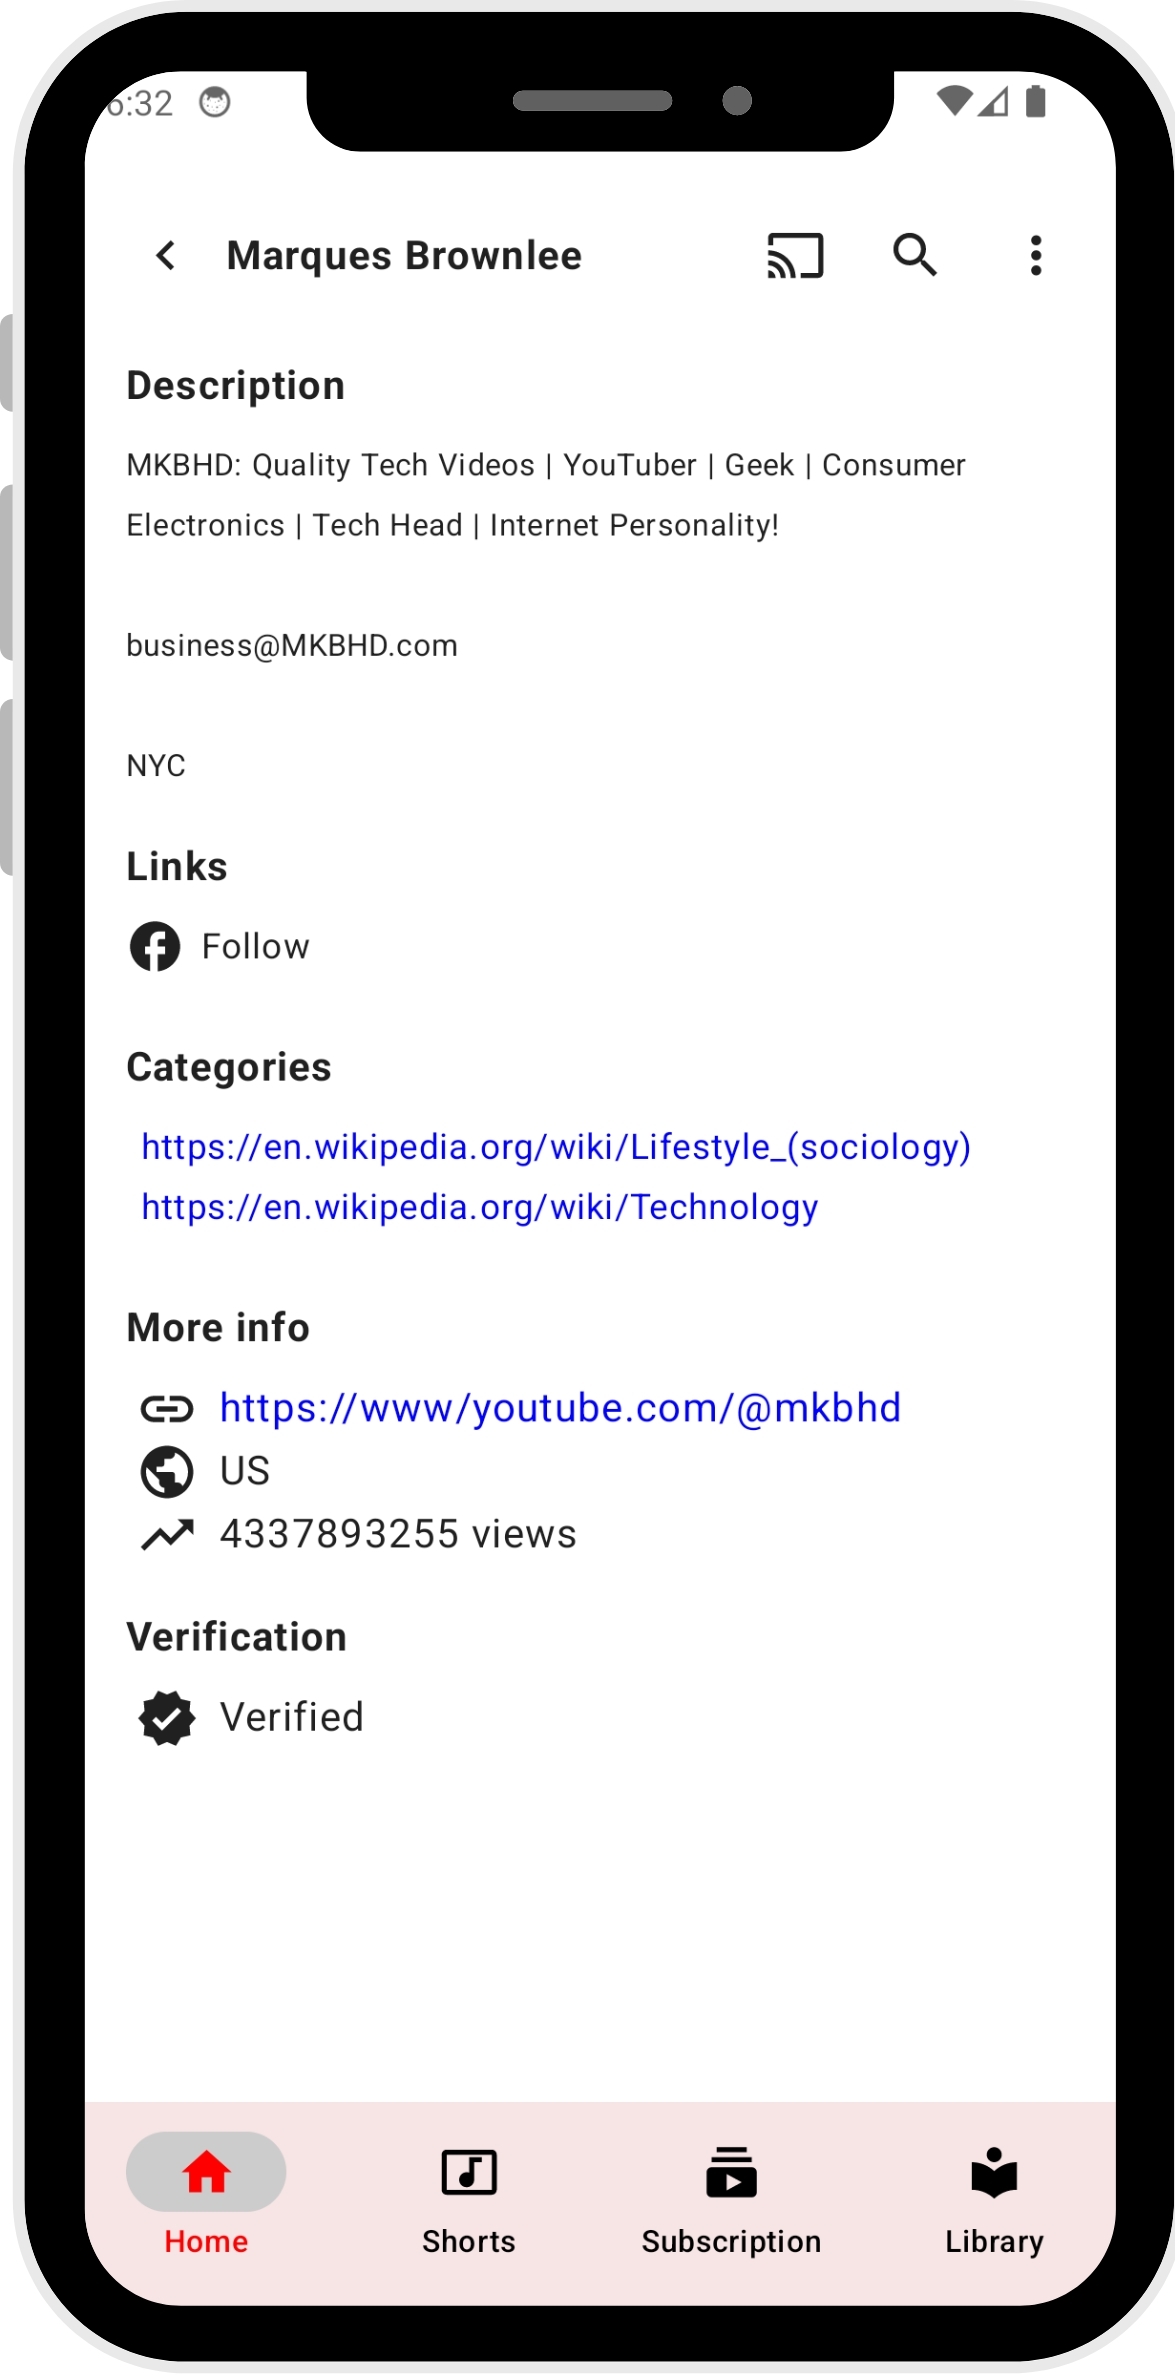 6:32
Marques Brownlee
Description
MKBHD: Quality Tech Videos | YouTuber | Geek | Consumer
Electronics | Tech Head | Internet Personality!
business@MKBHD.com
NYC
Links
Follow
Categories
https://en.wikipedia.org/wiki/Lifestyle_(sociology)
https://en.wikipedia.org/wiki/Technology
More info
https://www/youtube.com/@mkbhd
US
4337893255 views
Verification
Verified
Home
Shorts
Subscription
Library